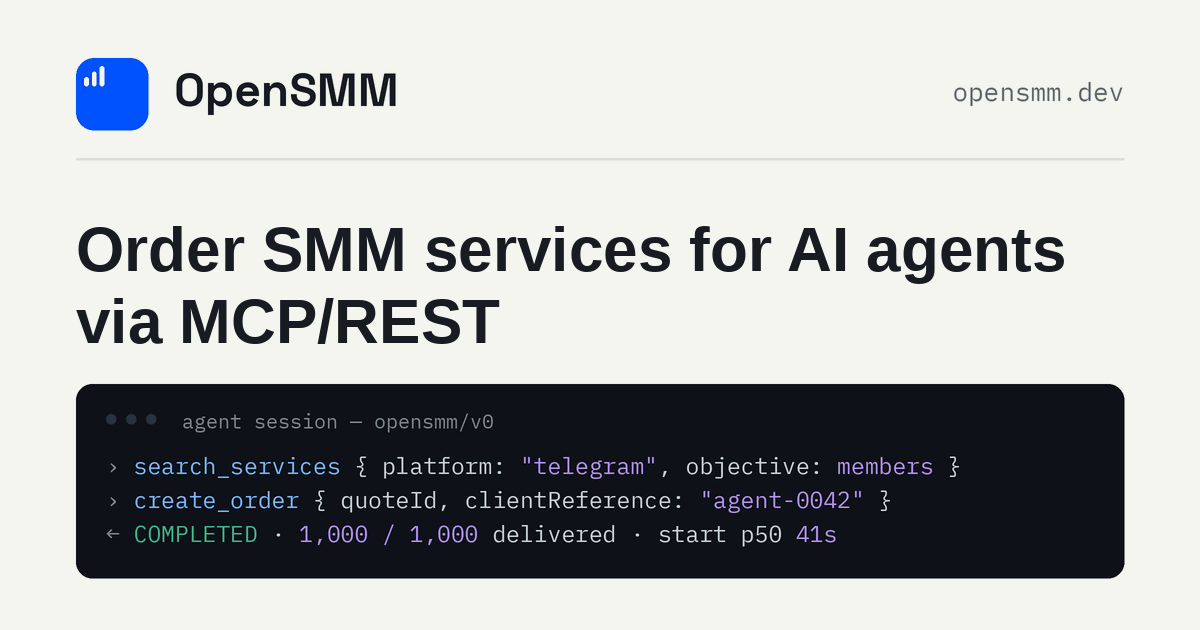 OpenSMM
opensmm.dev
Order SMM services for AI agents
via MCP/REST
agent session — opensmm/v0
› search_services { platform: "telegram", objective: members }
› create_order { quoteId, clientReference: "agent-0042" }
← COMPLETED · 1,000 / 1,000 delivered · start p50 41s